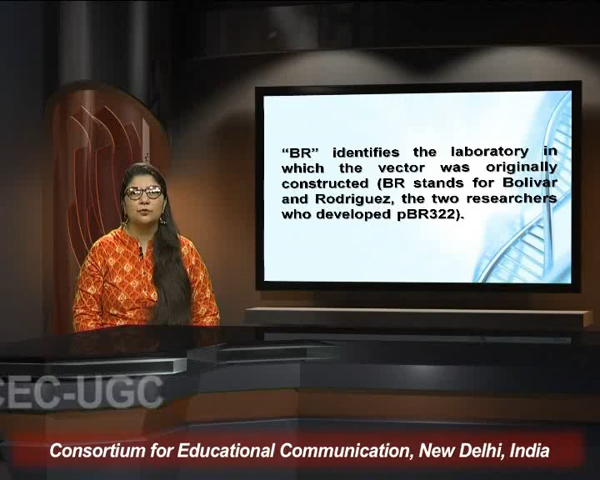 “BR” identifies the laboratory in
which the vector was originally
constructed (BR stands for Bolivar
and Rodriguez, the two researchers
who developed pBR322).
CEC-UGC
Consortium for Educational Communication, New Delhi, India